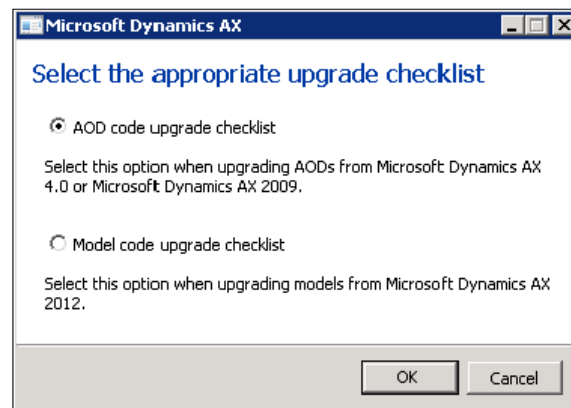 Microsoft Dynamics AX
Select the appropriate upgrade checklist
AOD code upgrade checklist
Select this option when upgrading AODs from Microsoft Dynamics AX
4.0 or Microsoft Dynamics AX 2009.
Model code upgrade checklist
Select this option when upgrading models from Microsoft Dynamics AX
2012.
OK
Cancel